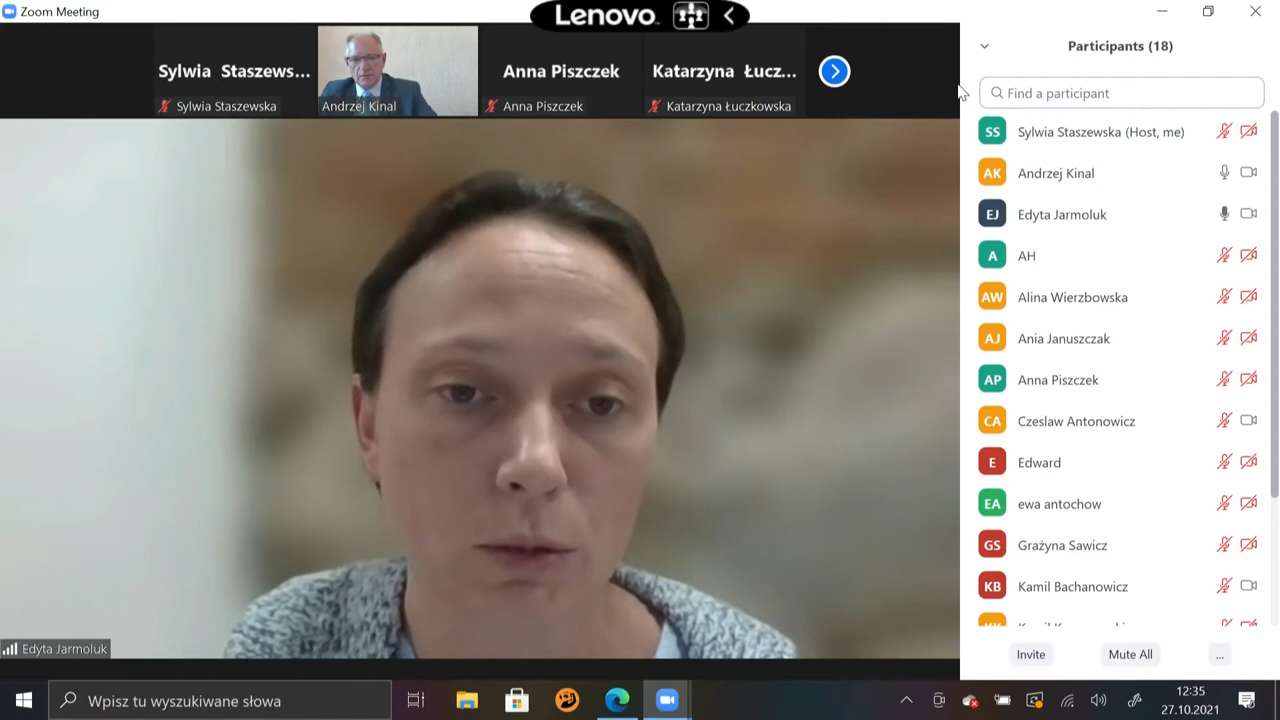 Zoom Meeting
Lenovo
Sylwia Staszews...
Sylwia Staszewska
Andrzej Kinal
Anna Piszczek
Anna Piszczek
Katarzyna Łucz...
Katarzyna Łuczkowska
Edyta Jarmoluk
Participants (18)
Find a participant
SS Sylwia Staszewska (Host, me)
AK Andrzej Kinal
EJ Edyta Jarmoluk
A AH
AW Alina Wierzbowska
AJ Ania Januszczak
AP Anna Piszczek
CA Czeslaw Antonowicz
E Edward
EA ewa antochow
GS Grażyna Sawicz
KB Kamil Bachanowicz
Invite
Mute All
...
Wpisz tu wyszukiwane słowa
12:35
27.10.2021